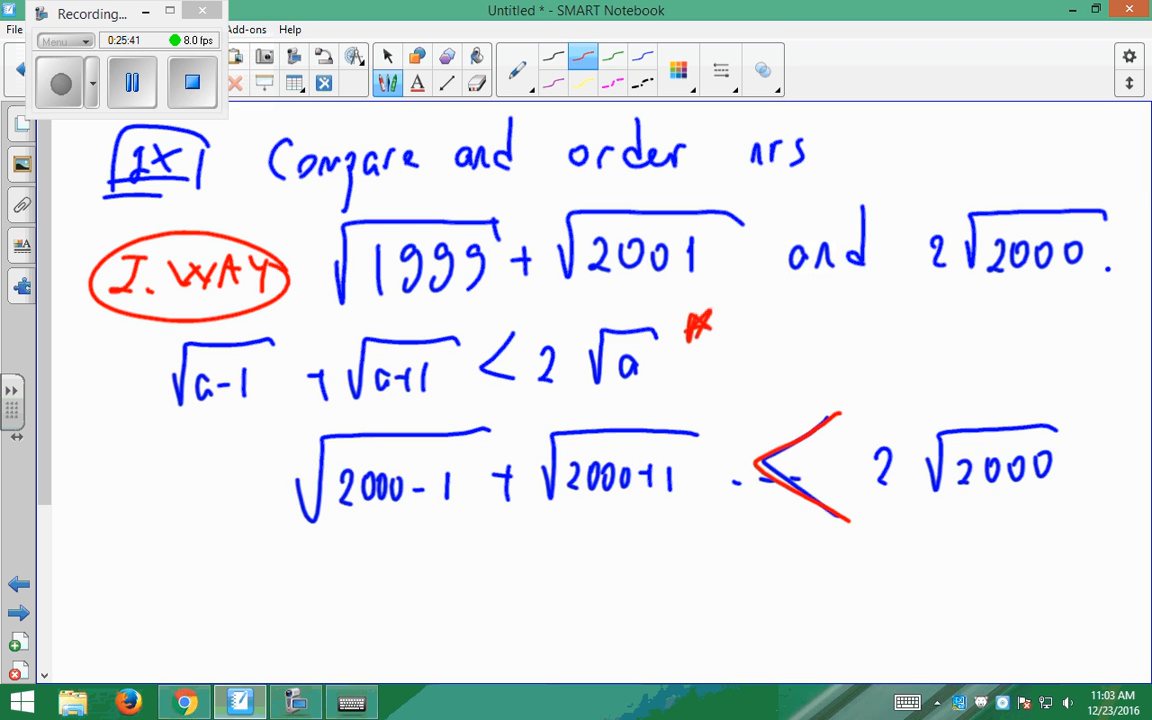 Recording...
Untitled * - SMART Notebook
File
Add-ons Help
Menu
0:25:41
8.0 fps
A
EX
Compare and order nrs
I. WAY
√1999 + √2001 and 2√2000.
√a-1 + √a+1 < 2√a
√2000-1 + √2000+1 ... < 2√2000
11:03 AM
12/23/2016